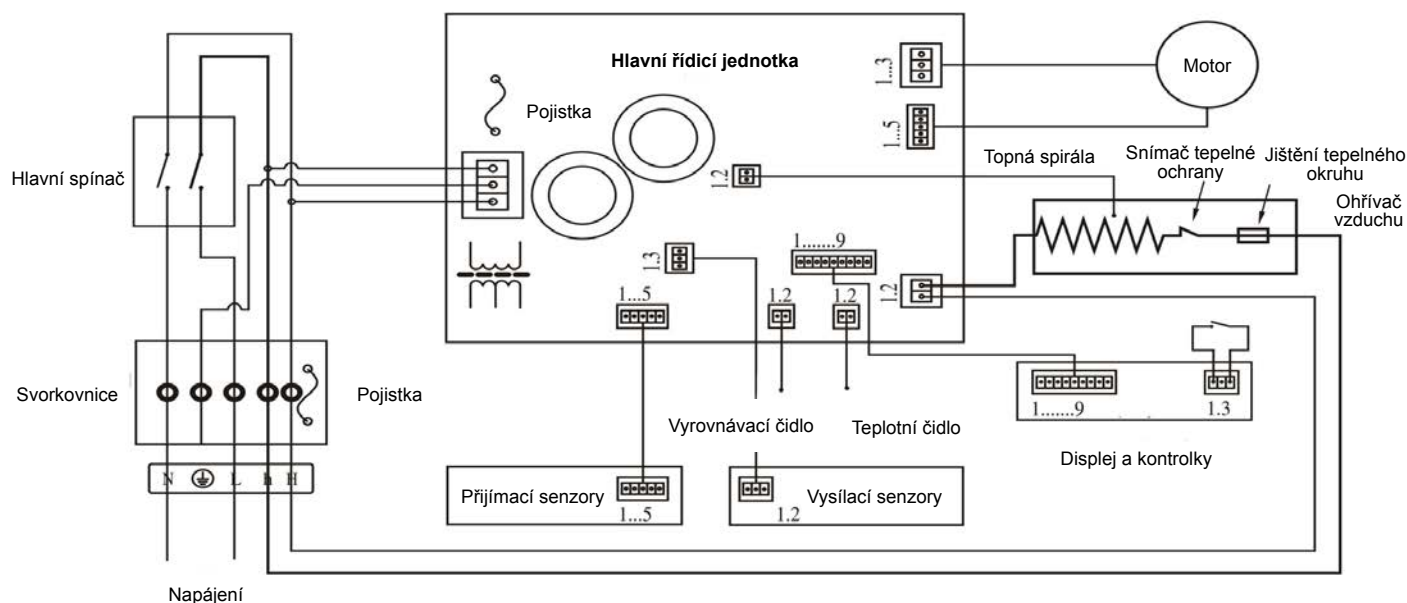 Hlavní řídicí jednotka
Pojistka
1...3
Motor
1...5
Hlavní spínač
1.2
Topná spirála
Snímač tepelné
ochrany
Jištění tepelného
okruhu
Ohřívač
vzduchu
1.3
1.......9
1.2
1...5
1.2
1.2
Svorkovnice
Pojistka
Vyrovnávací čidlo
Teplotní čidlo
1.......9
1.3
Displej a kontrolky
N L h H
Přijímací senzory
1...5
1.2
Vysílací senzory
Napájení